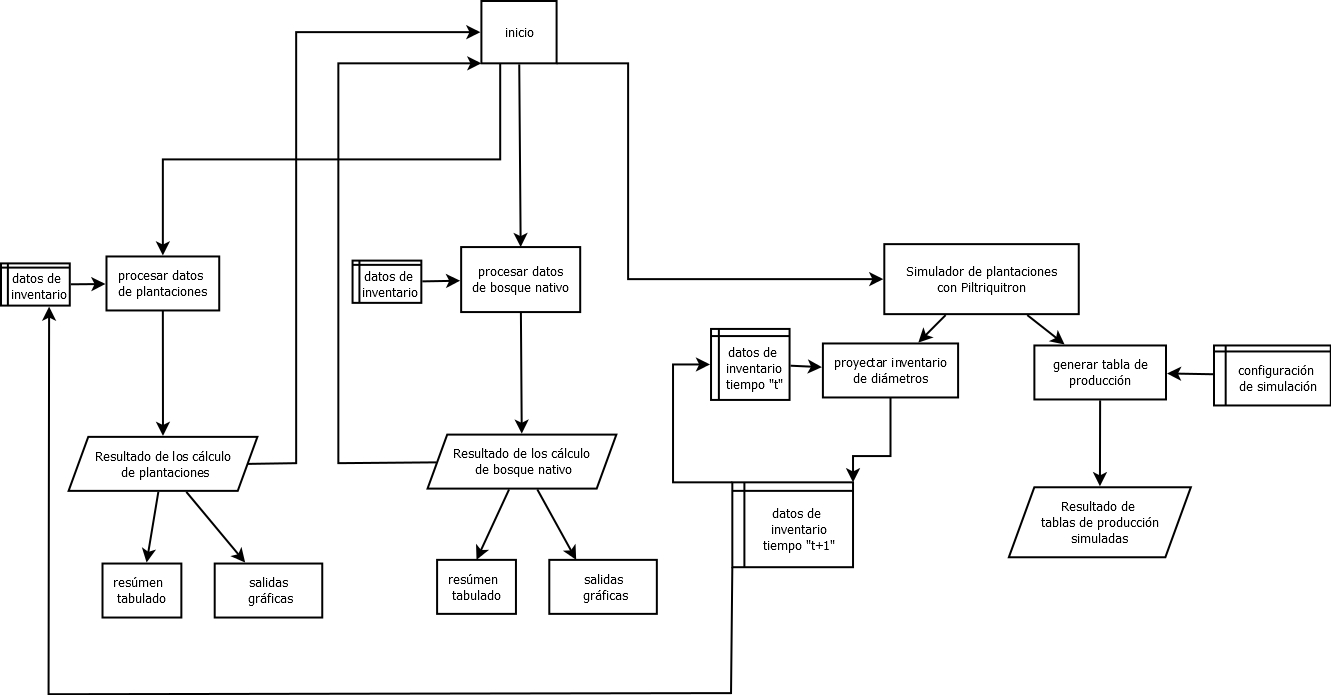 inicio
datos de
inventario
procesar datos
de plantaciones
datos de
inventario
procesar datos
de bosque nativo
Simulador de plantaciones
con Piltriquitron
datos de
inventario
tiempo "t"
proyectar inventario
de diámetros
generar tabla de
producción
configuración
de simulación
Resultado de los cálculo
de plantaciones
Resultado de los cálculo
de bosque nativo
datos de
inventario
tiempo "t+1"
Resultado de
tablas de producción
simuladas
resúmen
tabulado
salidas
gráficas
resúmen
tabulado
salidas
gráficas